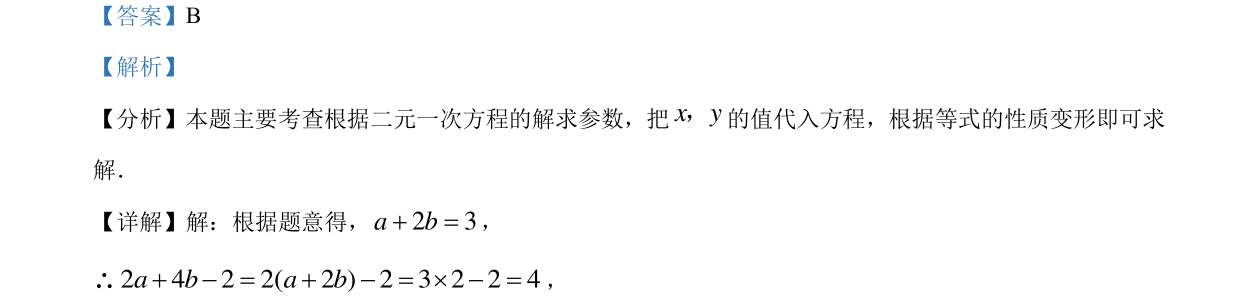 【答案】B
【解析】
【分析】本题主要考查根据二元一次方程的解求参数，把 x，y 的值代入方程，根据等式的性质变形即可求
解．
【详解】解：根据题意得，a+2b=3，
∴2a+4b−2=2(a+2b)−2=3×2−2=4，